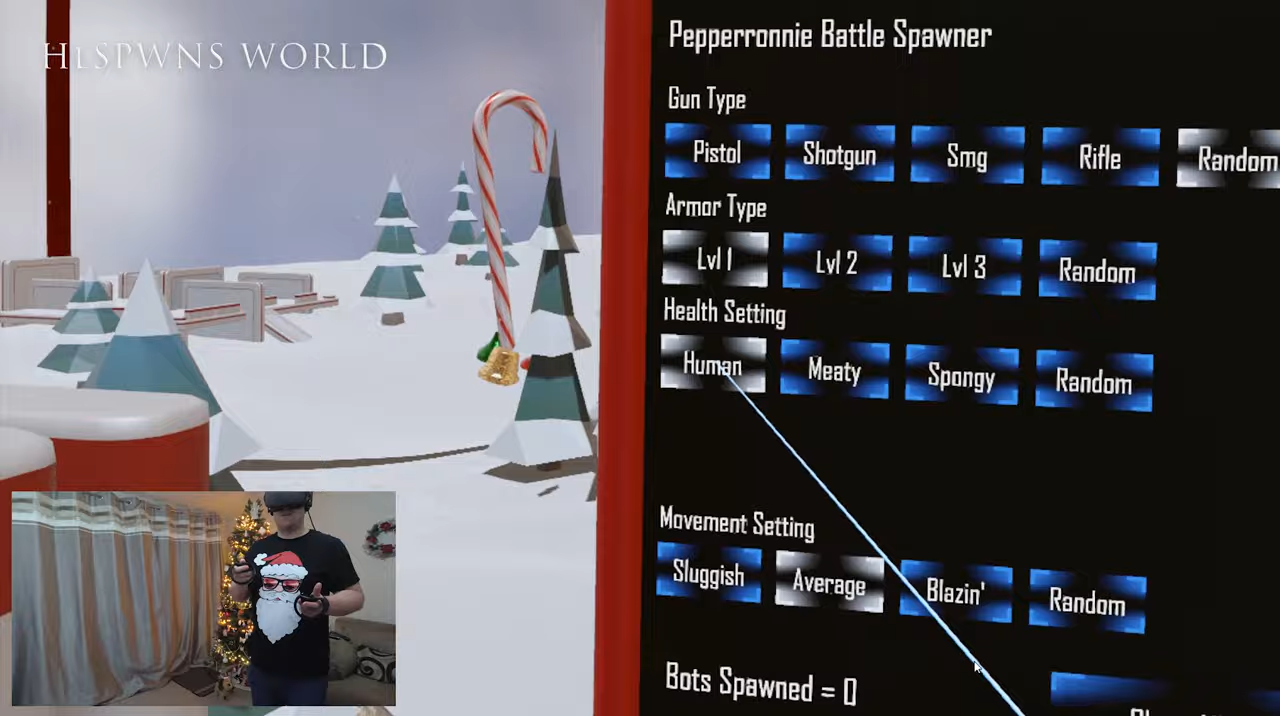 H1SPWNS WORLD
Pepperronnie Battle Spawner
Gun Type
Pistol Shotgun Smg Rifle Random
Armor Type
Lvl 1 Lvl 2 Lvl 3 Random
Health Setting
Human Meaty Spongy Random
Movement Setting
Sluggish Average Blazin' Random
Bots Spawned = 0